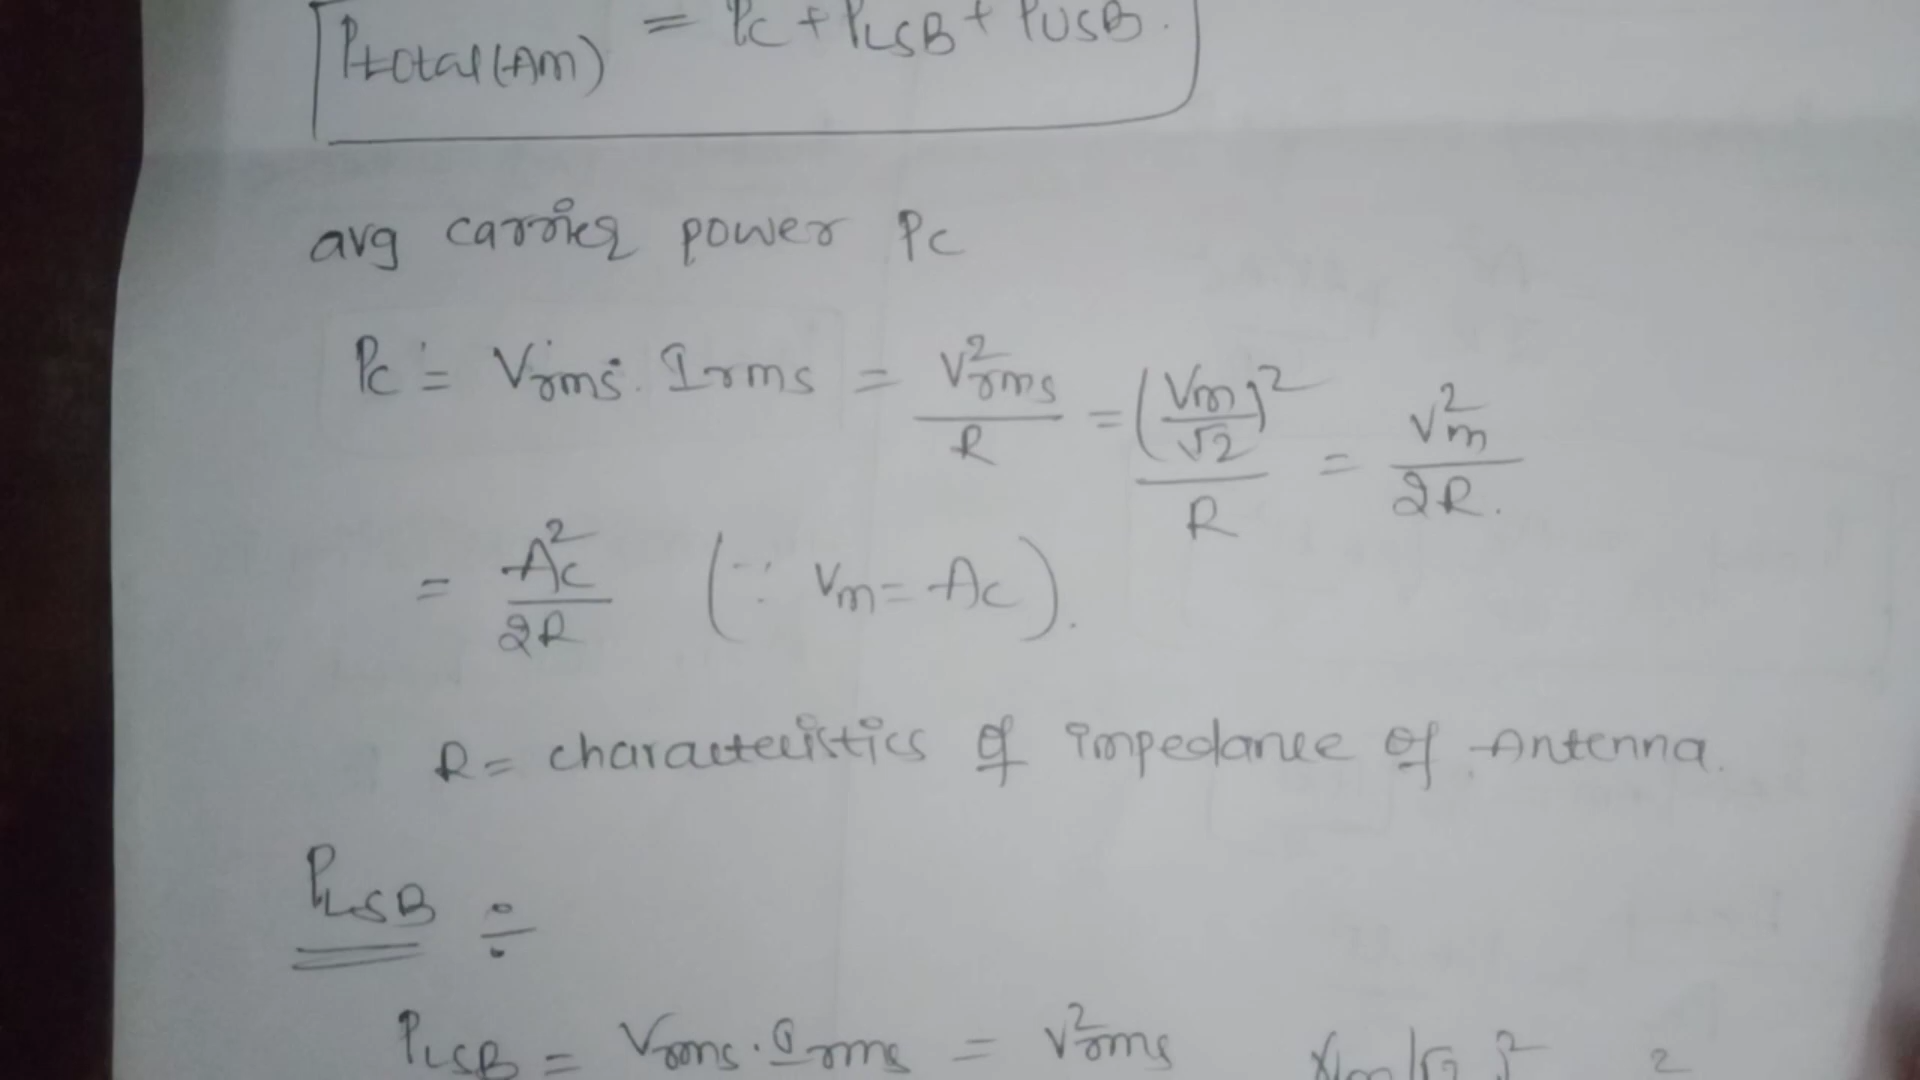 Ptotal(AM) = Pc + PLSB + PUSB.
avg carrier power Pc
Pc = Vrms. Irms = V²rms/R = (Vm/√2)²/R = V²m/2R.
= A²c/2R (∵ Vm = Ac).
R = characteristics of impedance of Antenna.
PLSB ÷
PLSB = Vrms. Irms = V²rms